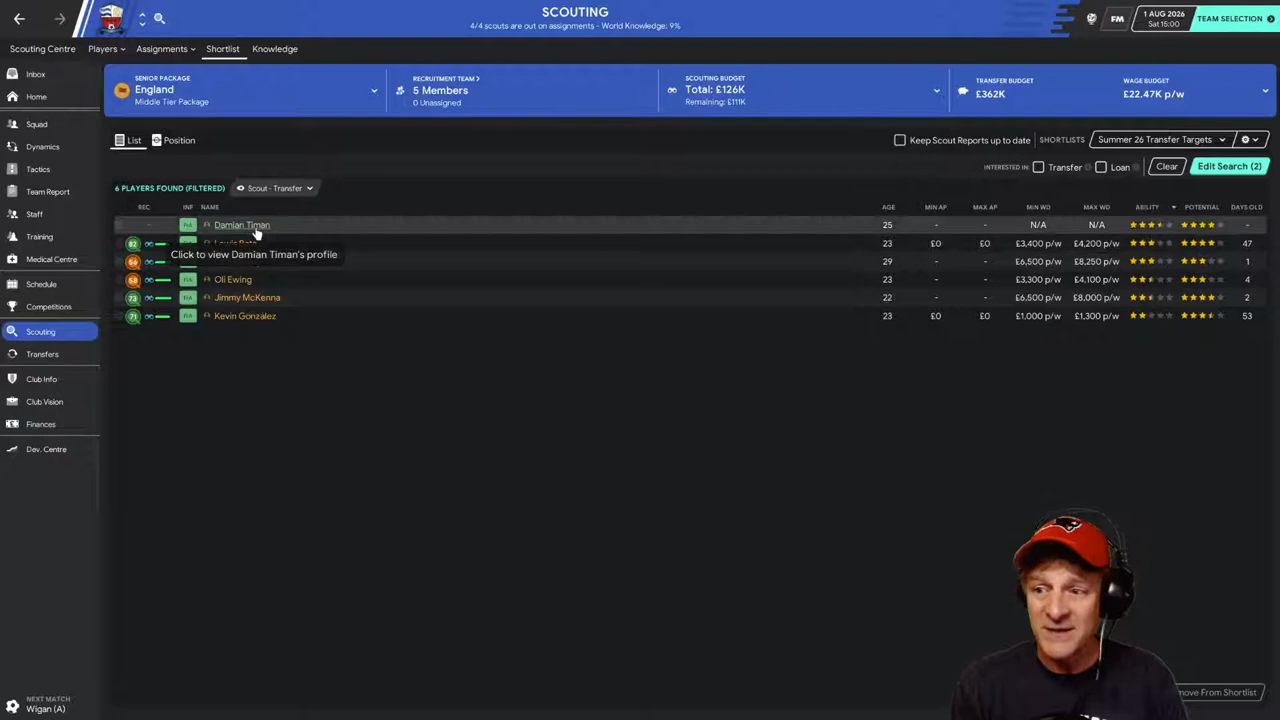 SCOUTING
4/4 scouts are out on assignments - World Knowledge: 9%
FM
1 AUG 2026
Sat 15:00
TEAM SELECTION
Scouting Centre
Players
Assignments
Shortlist
Knowledge
Inbox
Home
Squad
Dynamics
Tactics
Team Report
Staff
Training
Medical Centre
Schedule
Competitions
Scouting
Transfers
Club Info
Club Vision
Finances
Dev. Centre
NEXT MATCH
Wigan (A)
SENIOR PACKAGE
England
Middle Tier Package
RECRUITMENT TEAM
5 Members
0 Unassigned
SCOUTING BUDGET
Total: £126K
Remaining: £111K
TRANSFER BUDGET
£362K
WAGE BUDGET
£22.47K p/w
List
Position
Keep Scout Reports up to date
SHORTLISTS
Summer 26 Transfer Targets
INTERESTED IN:
Transfer
Loan
Clear
Edit Search (2)
6 PLAYERS FOUND (FILTERED)
Scout - Transfer
REC INF NAME AGE MIN AP MAX AP MIN WD MAX WD ABILITY POTENTIAL DAYS OLD
- Damian Timan 25 - - N/A N/A -
82 23 £0 £0 £3,400 p/w £4,200 p/w 47
Click to view Damian Timan's profile
29 - - £6,500 p/w £8,250 p/w 1
Oli Ewing 23 - - £3,300 p/w £4,100 p/w 4
73 F/A Jimmy McKenna 22 - - £6,500 p/w £8,000 p/w 2
71 F/A Kevin González 23 £0 £0 £1,000 p/w £1,300 p/w 53
move From Shortlist